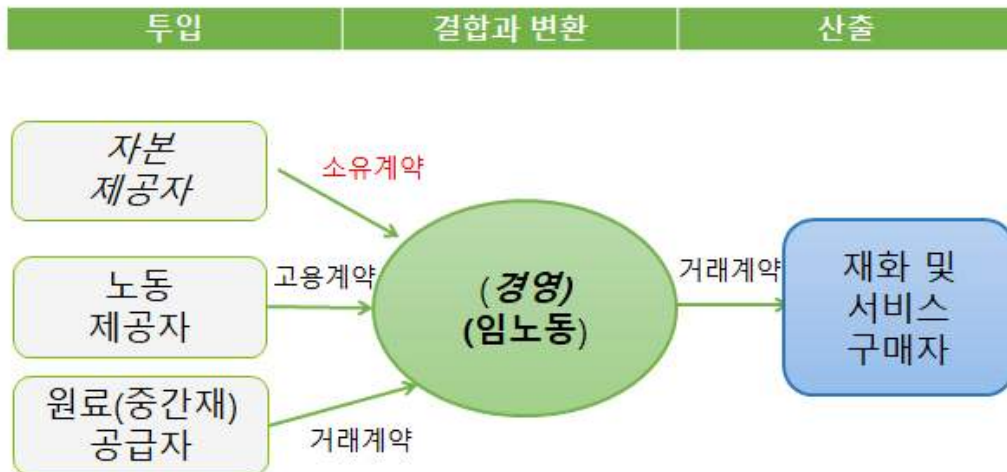 투입
결합과 변환
산출
자본
제공자
소유계약
노동
제공자
고용계약
원료(중간재)
공급자
거래계약
(경영)
(임노동)
거래계약
재화 및
서비스
구매자